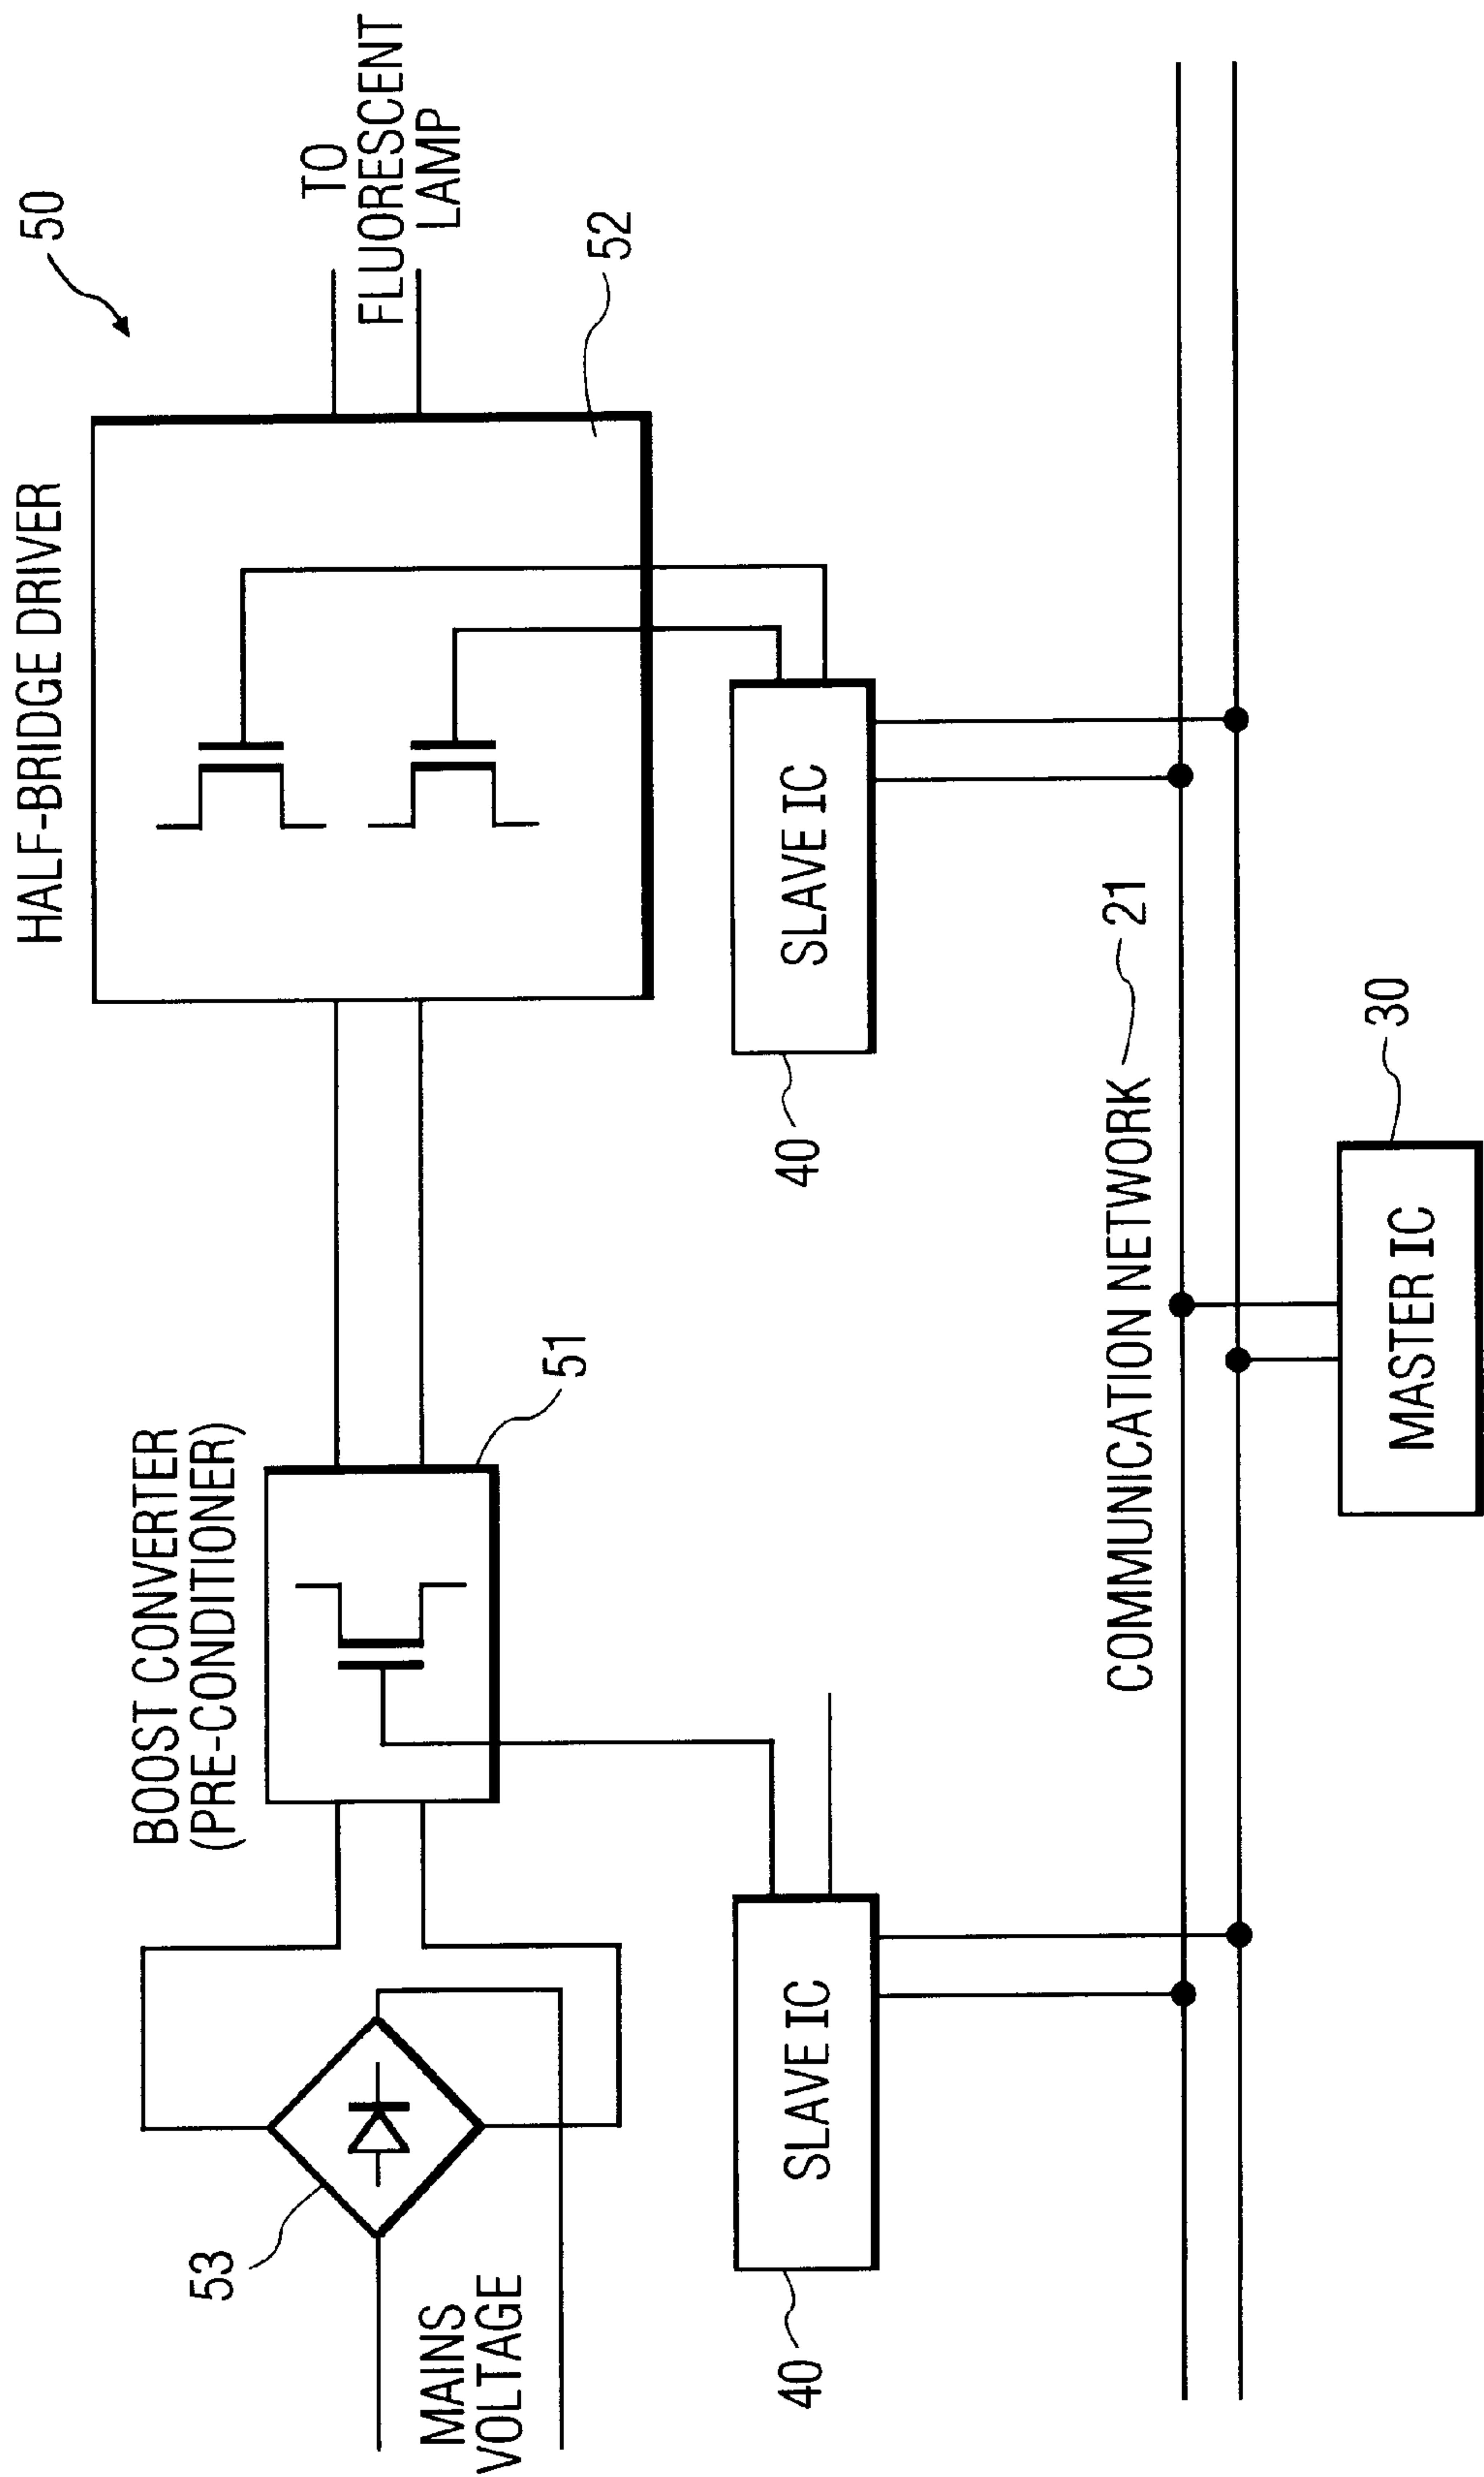 50
HALF-BRIDGE DRIVER
TO
FLUORESCENT
LAMP
52
BOOST CONVERTER
(PRE-CONDITIONER)
51
53
MAINS
VOLTAGE
SLAVE IC
40
SLAVE IC
40
COMMUNICATION NETWORK
21
30
MASTER IC